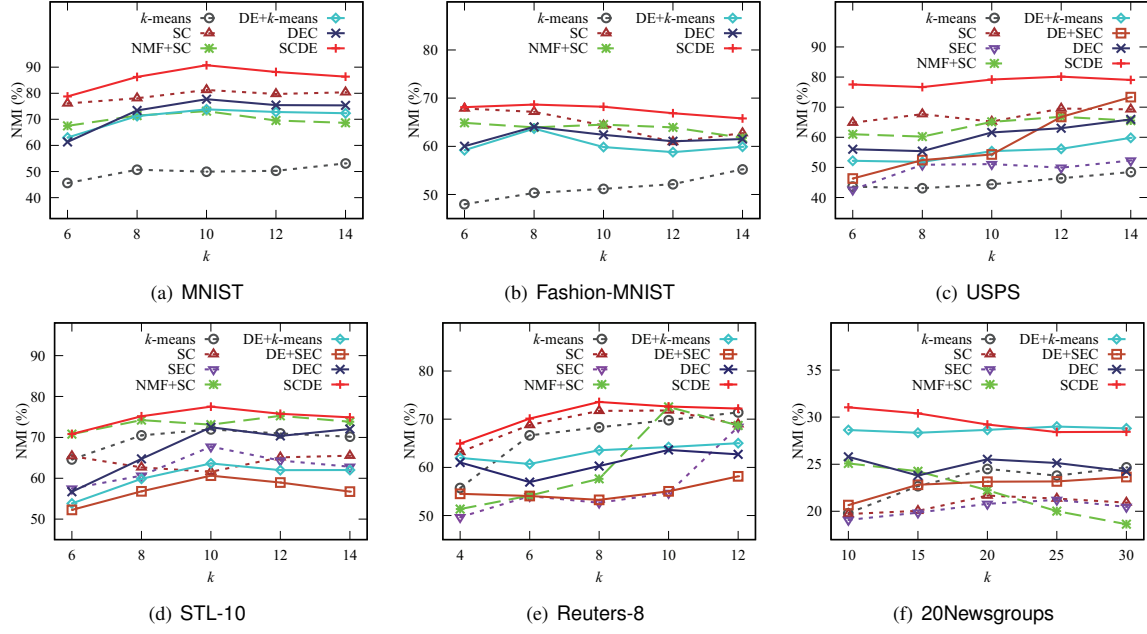 k-means
SC
NMF+SC
DE+k-means
DEC
SCDE
NMI (%)
90
80
70
60
50
40
6 8 10 12 14
k
(a) MNIST
k-means
SC
NMF+SC
DE+k-means
DEC
SCDE
NMI (%)
80
70
60
50
6 8 10 12 14
k
(b) Fashion-MNIST
k-means
SC
SEC
NMF+SC
DE+k-means
DE+SEC
DEC
SCDE
NMI (%)
90
80
70
60
50
40
6 8 10 12 14
k
(c) USPS
k-means
SC
SEC
NMF+SC
DE+k-means
DE+SEC
DEC
SCDE
NMI (%)
90
80
70
60
50
6 8 10 12 14
k
(d) STL-10
k-means
SC
SEC
NMF+SC
DE+k-means
DE+SEC
DEC
SCDE
NMI (%)
90
80
70
60
50
4 6 8 10 12
k
(e) Reuters-8
k-means
SC
SEC
NMF+SC
DE+k-means
DE+SEC
DEC
SCDE
NMI (%)
35
30
25
20
10 15 20 25 30
k
(f) 20Newsgroups